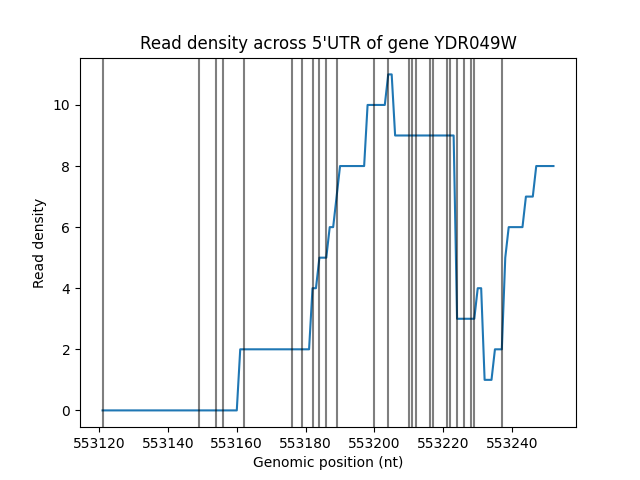 Read density across 5'UTR of gene YDR049W
10
8
6
4
2
0
Read density
553120 553140 553160 553180 553200 553220 553240
Genomic position (nt)